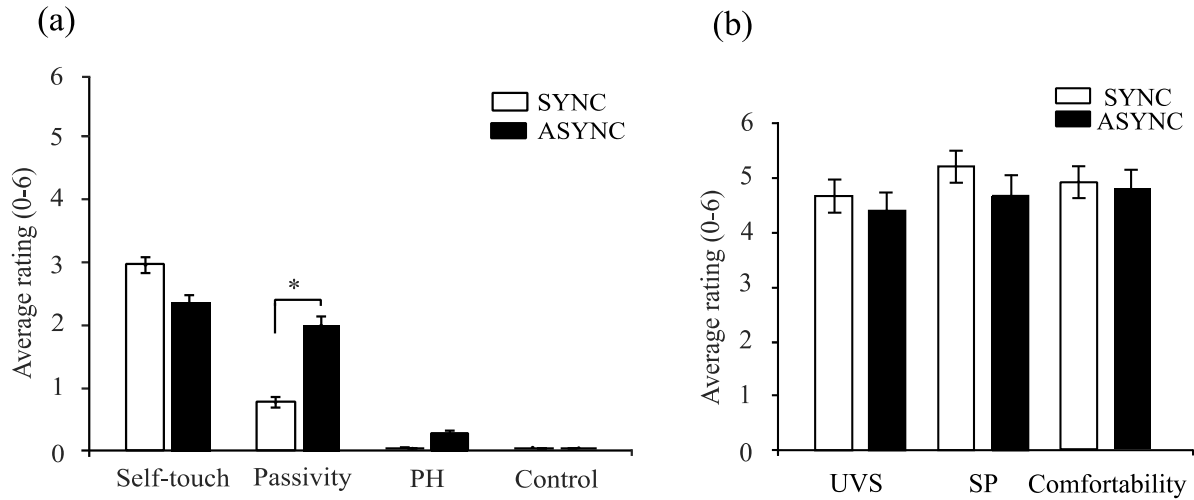 (a)
6
5
4
3
2
1
0
Average rating (0-6)
SYNC
ASYNC
*
Self-touch Passivity PH Control
(b)
SYNC
ASYNC
6
5
4
3
2
1
0
Average rating (0-6)
UVS SP Comfortability